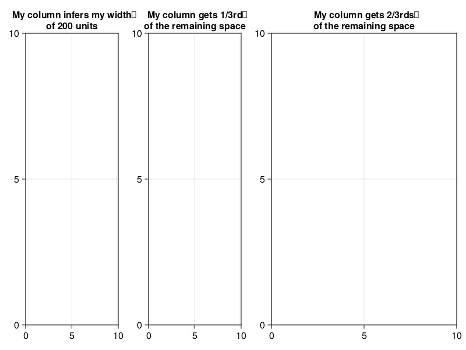 My column infers my width□
of 200 units
My column gets 1/3rd□
of the remaining space
My column gets 2/3rds□
of the remaining space
10
5
0
0 5 10
10
5
0
0 5 10
10
5
0
0 5 10